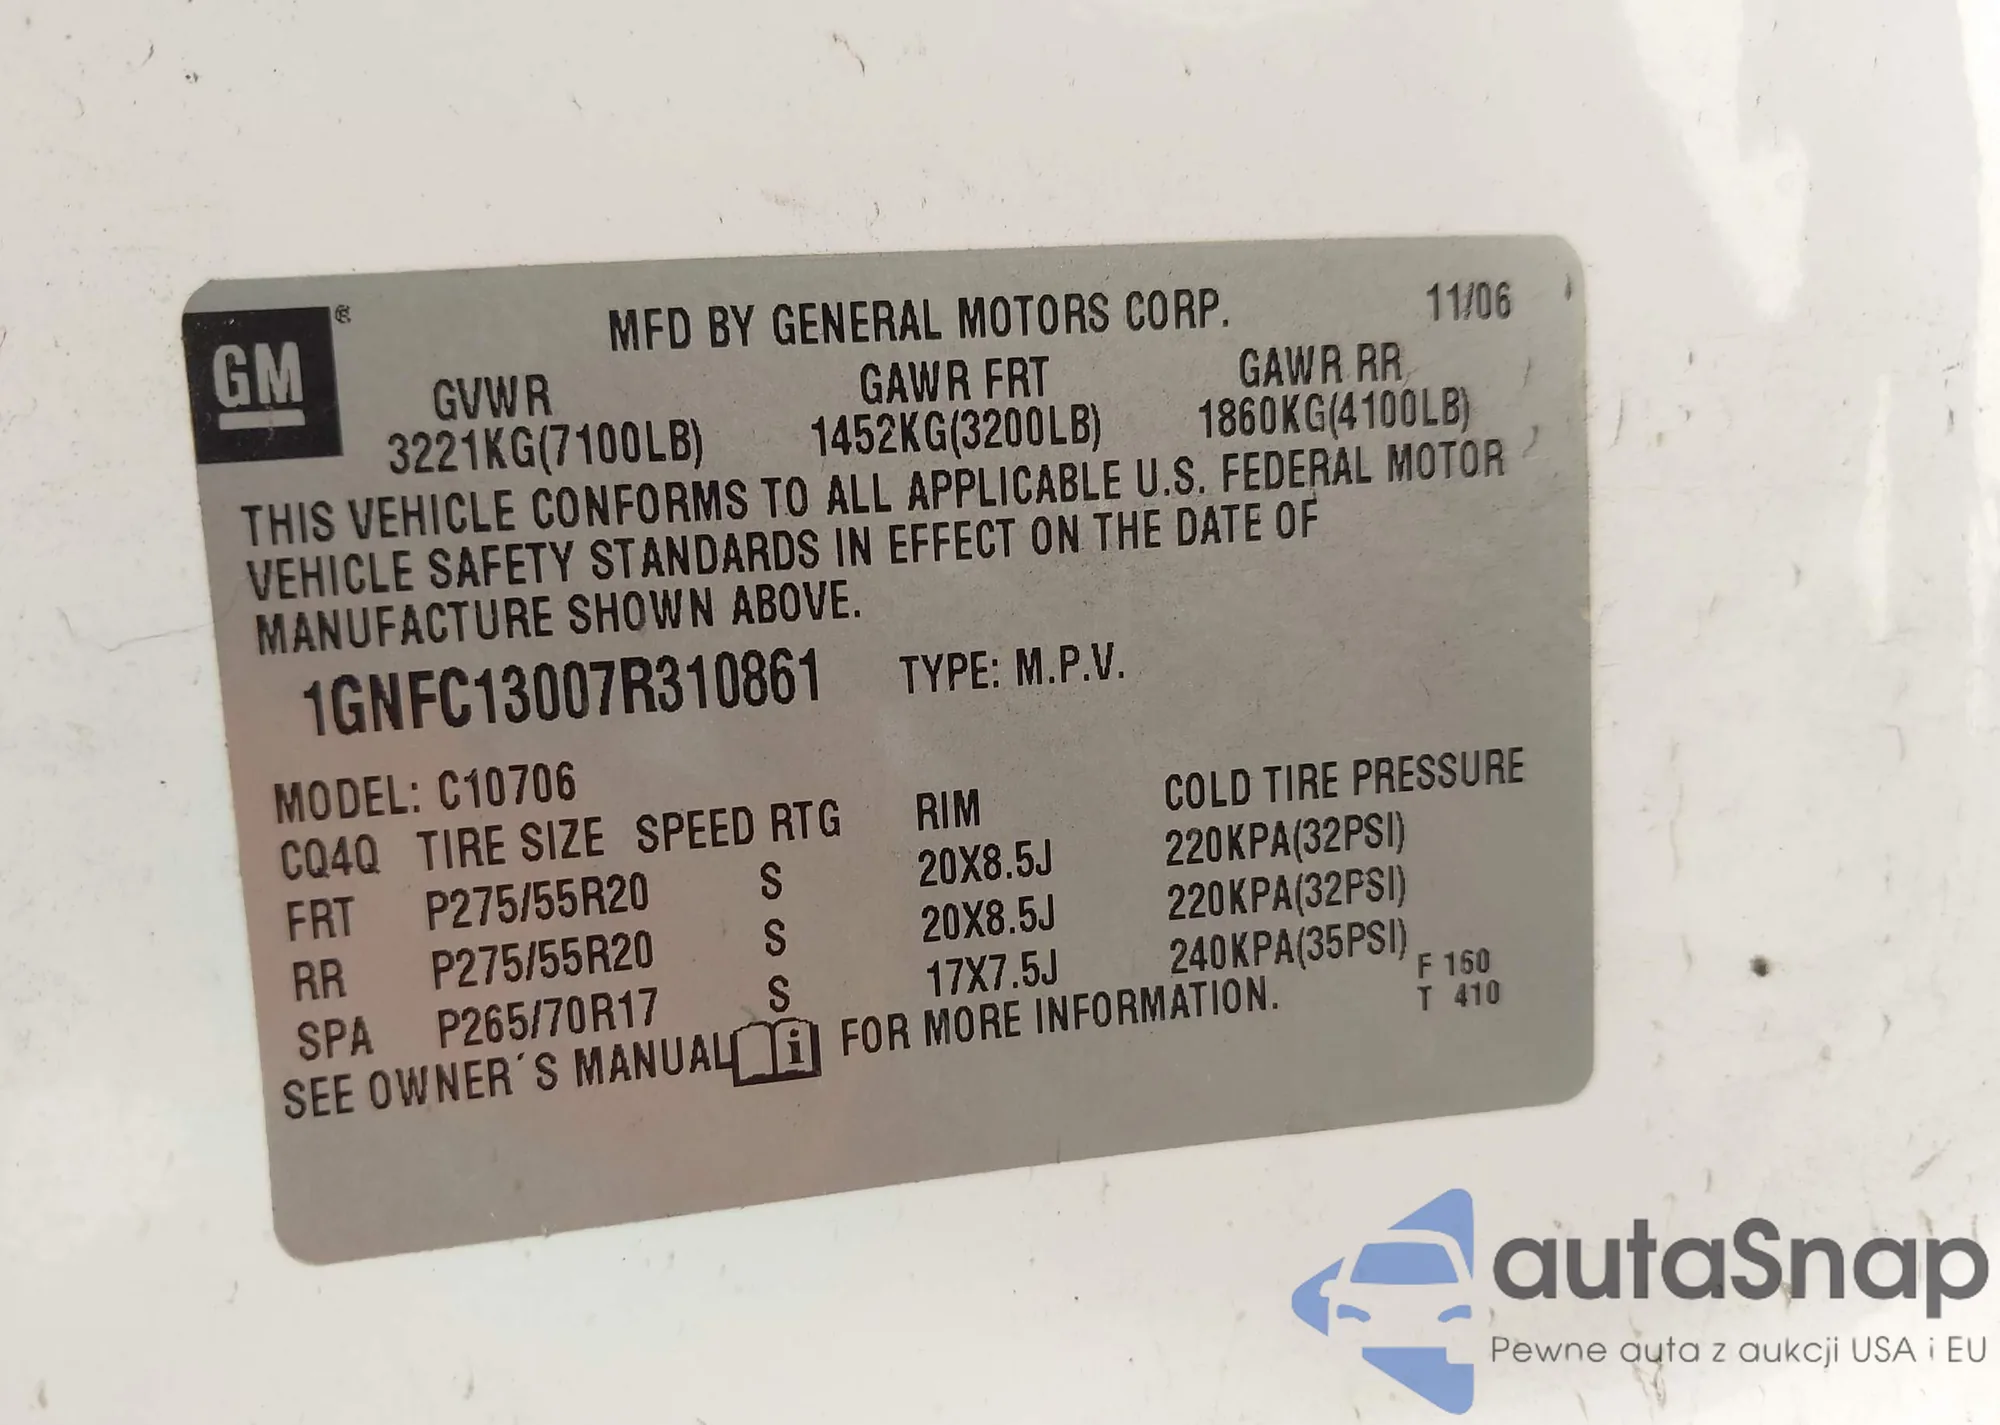 GM ®
MFD BY GENERAL MOTORS CORP. 11/06
GVWR GAWR FRT GAWR RR
3221KG(7100LB) 1452KG(3200LB) 1860KG(4100LB)
THIS VEHICLE CONFORMS TO ALL APPLICABLE U.S. FEDERAL MOTOR
VEHICLE SAFETY STANDARDS IN EFFECT ON THE DATE OF
MANUFACTURE SHOWN ABOVE.
1GNFC13007R310861 TYPE: M.P.V.
MODEL: C10706
CQ4Q TIRE SIZE SPEED RTG RIM COLD TIRE PRESSURE
FRT P275/55R20 S 20X8.5J 220KPA(32PSI)
RR P275/55R20 S 20X8.5J 220KPA(32PSI)
SPA P265/70R17 S 17X7.5J 240KPA(35PSI)
SEE OWNER´S MANUAL i FOR MORE INFORMATION.
F 160
T 410
autaSnap
Pewne auta z aukcji USA i EU